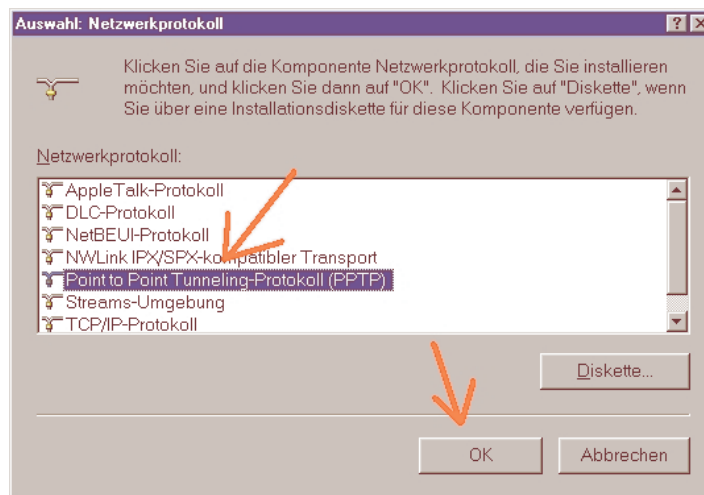 Auswahl: Netzwerkprotokoll
Klicken Sie auf die Komponente Netzwerkprotokoll, die Sie installieren
möchten, und klicken Sie dann auf "OK". Klicken Sie auf "Diskette", wenn
Sie über eine Installationsdiskette für diese Komponente verfügen.
Netzwerkprotokoll:
AppleTalk-Protokoll
DLC-Protokoll
NetBEUI-Protokoll
NWLink IPX/SPX-kompatibler Transport
Point to Point Tunneling-Protokoll (PPTP)
Streams-Umgebung
TCP/IP-Protokoll
Diskette...
OK
Abbrechen